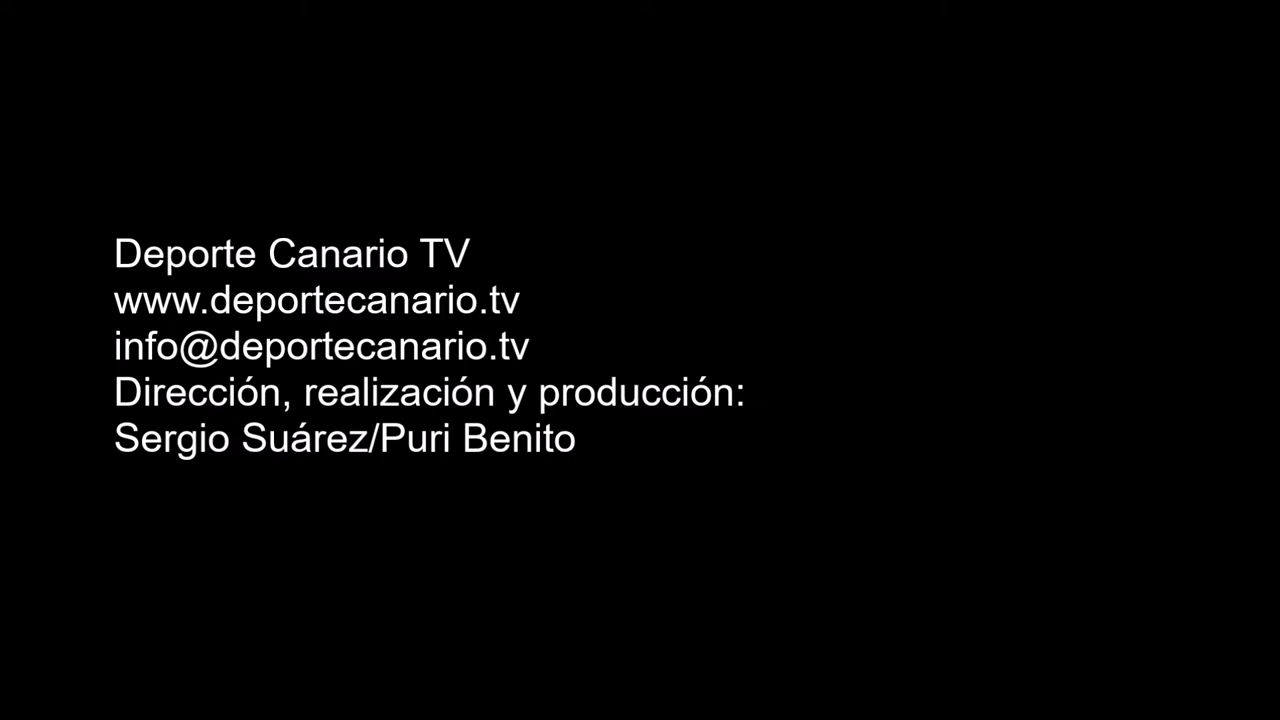 Deporte Canario TV
www.deportecanario.tv
info@deportecanario.tv
Dirección, realización y producción:
Sergio Suárez/Puri Benito